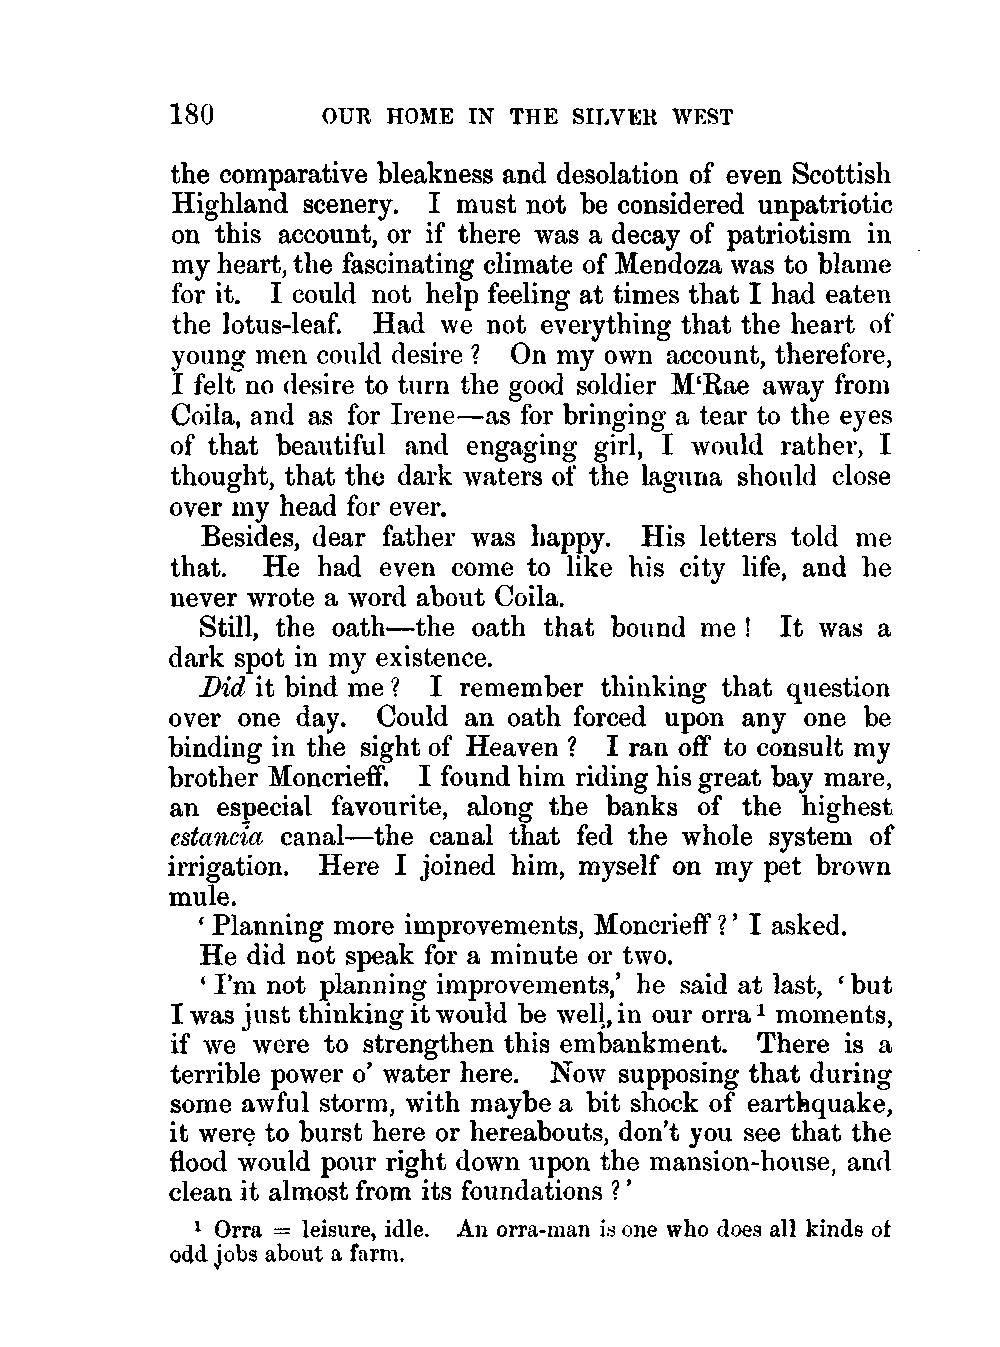 180 OUR HOME IN THE SILVER WEST
the comparative bleakness and desolation of even Scottish
Highland scenery. I must not be considered unpatriotic
on this account, or if there was a decay of patriotism in
my heart, the fascinating climate of Mendoza was to blame
for it. I could not help feeling at times that I had eaten
the lotus-leaf. Had we not everything that the heart of
young men could desire? On my own account, therefore,
I felt no desire to turn the good soldier M‘Rae away from
Coila, and as for Irene—as for bringing a tear to the eyes
of that beautiful and engaging girl, I would rather, I
thought, that the dark waters of the laguna should close
over my head for ever.
Besides, dear father was happy. His letters told me
that. He had even come to like his city life, and he
never wrote a word about Coila.
Still, the oath—the oath that bound me! It was a
dark spot in my existence.
Did it bind me? I remember thinking that question
over one day. Could an oath forced upon any one be
binding in the sight of Heaven? I ran off to consult my
brother Moncrieff. I found him riding his great bay mare,
an especial favourite, along the banks of the highest
estancia canal—the canal that fed the whole system of
irrigation. Here I joined him, myself on my pet brown
mule.
‘Planning more improvements, Moncrieff?’ I asked.
He did not speak for a minute or two.
‘I’m not planning improvements,’ he said at last, ‘but
I was just thinking it would be well, in our orra¹ moments,
if we were to strengthen this embankment. There is a
terrible power o’ water here. Now supposing that during
some awful storm, with maybe a bit shock of earthquake,
it were to burst here or hereabouts, don’t you see that the
flood would pour right down upon the mansion-house, and
clean it almost from its foundations?’
¹ Orra = leisure, idle. An orra-man is one who does all kinds of
odd jobs about a farm.